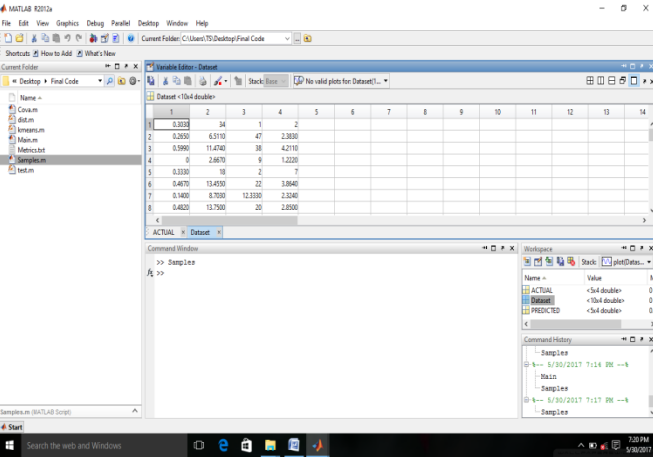 MATLAB R2012a
File Edit View Graphics Debug Parallel Desktop Window Help
Current Folder: C:\Users\TS\Desktop\Final Code
Shortcuts How to Add What's New
Current Folder
« Desktop ▸ Final Code
Name
Cova.m
dist.m
kmeans.m
Main.m
Metrics.txt
Samples.m
test.m
Samples.m (MATLAB Script)
Variable Editor - Dataset
Stack: Base No valid plots for: Dataset(1...
Dataset <10x4 double>
1 2 3 4 5 6 7 8 9 10 11 12 13 14
1 0.3030 34 1 2
2 0.2650 6.5110 47 2.3830
3 0.5990 11.4740 38 4.2110
4 0 2.6670 9 1.2220
5 0.3330 18 2 7
6 0.4670 13.4550 22 3.8640
7 0.1400 8.7030 12.3330 2.3240
8 0.4820 13.7500 20 2.8500
ACTUAL × Dataset ×
Command Window
>> Samples
fx >>
Workspace
Stack: plot(Datas...
Name Value
ACTUAL <5x4 double> 0
Dataset <10x4 double> 0
PREDICTED <5x4 double> 0.
Command History
Samples
%-- 5/30/2017 7:14 PM --%
Main
Samples
%-- 5/30/2017 7:17 PM --%
Samples
Start
Search the web and Windows
7:20 PM
5/30/2017